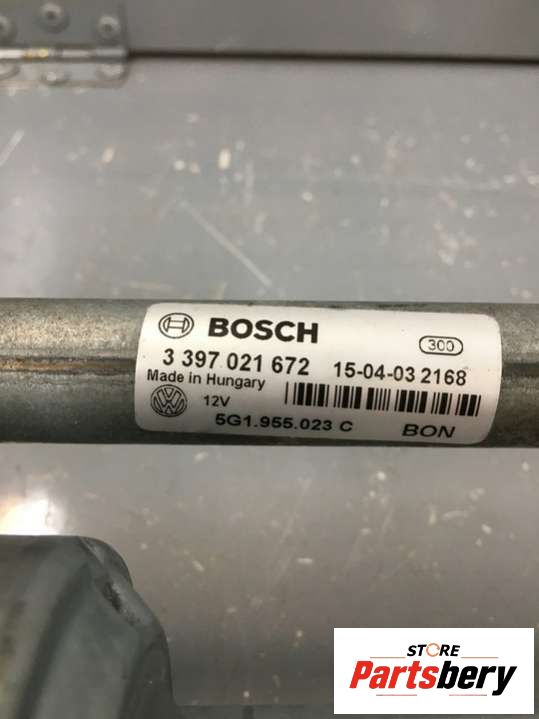 BOSCH
300
3 397 021 672 15-04-03 2168
Made in Hungary
12V
5G1.955.023 C BON
STORE
Partsbery